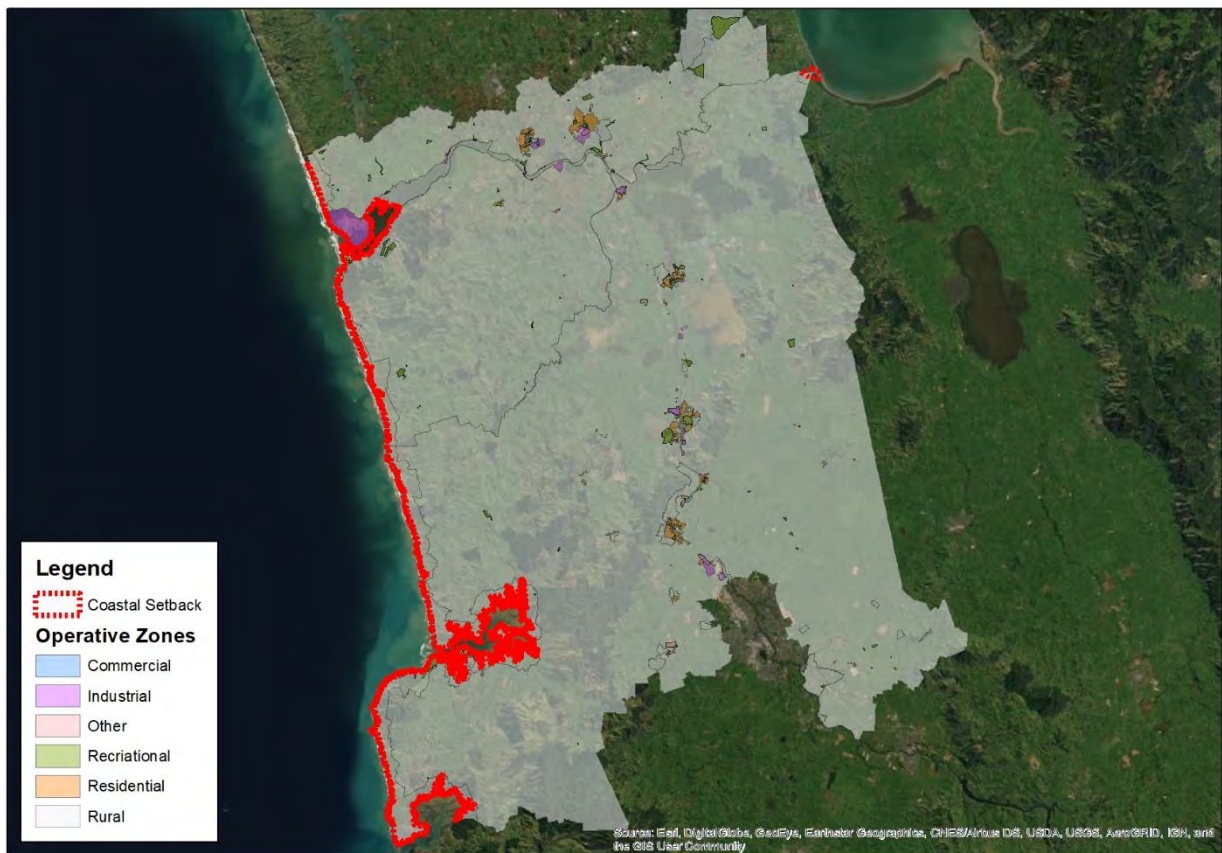 Legend
Coastal Setback
Operative Zones
Commercial
Industrial
Other
Recriational
Residential
Rural
Source: Esri, DigitalGlobe, GeoEye, Earthstar Geographics, CNES/Airbus DS, USDA, USGS, AeroGRID, IGN, and
the GIS User Community